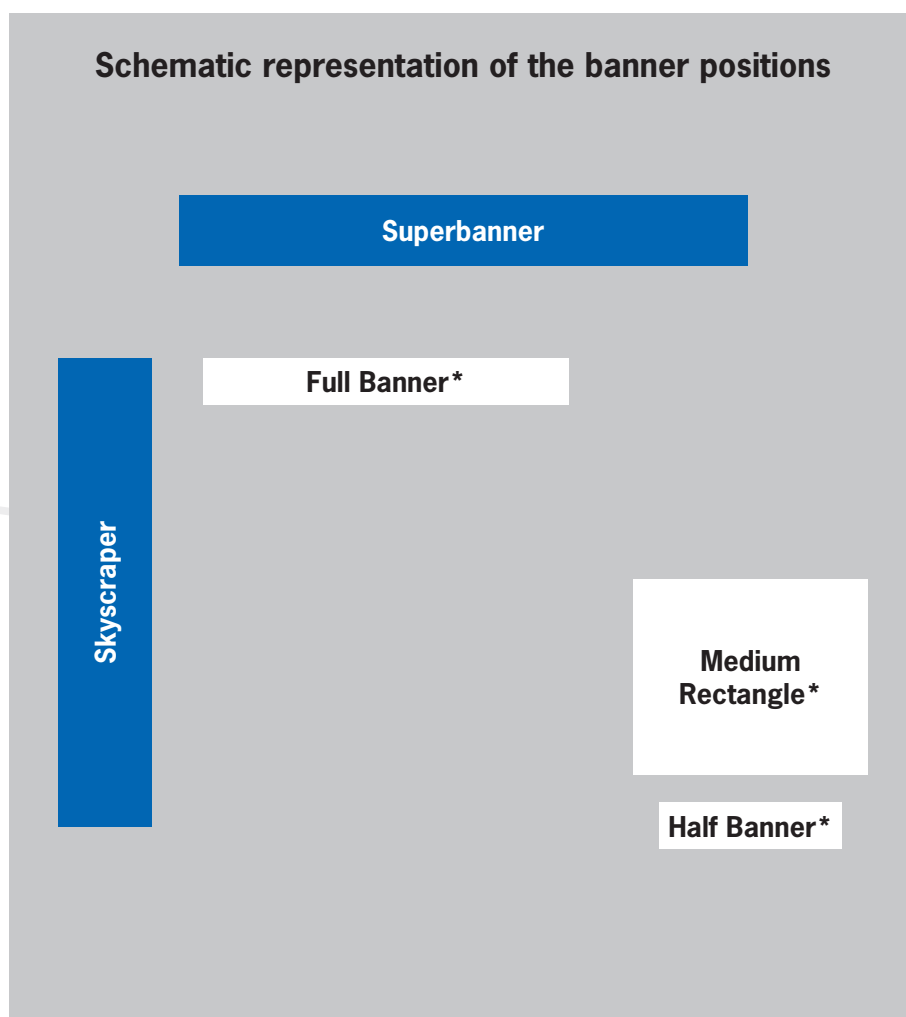 Schematic representation of the banner positions
Superbanner
Full Banner*
Skyscraper
Medium
Rectangle*
Half Banner*